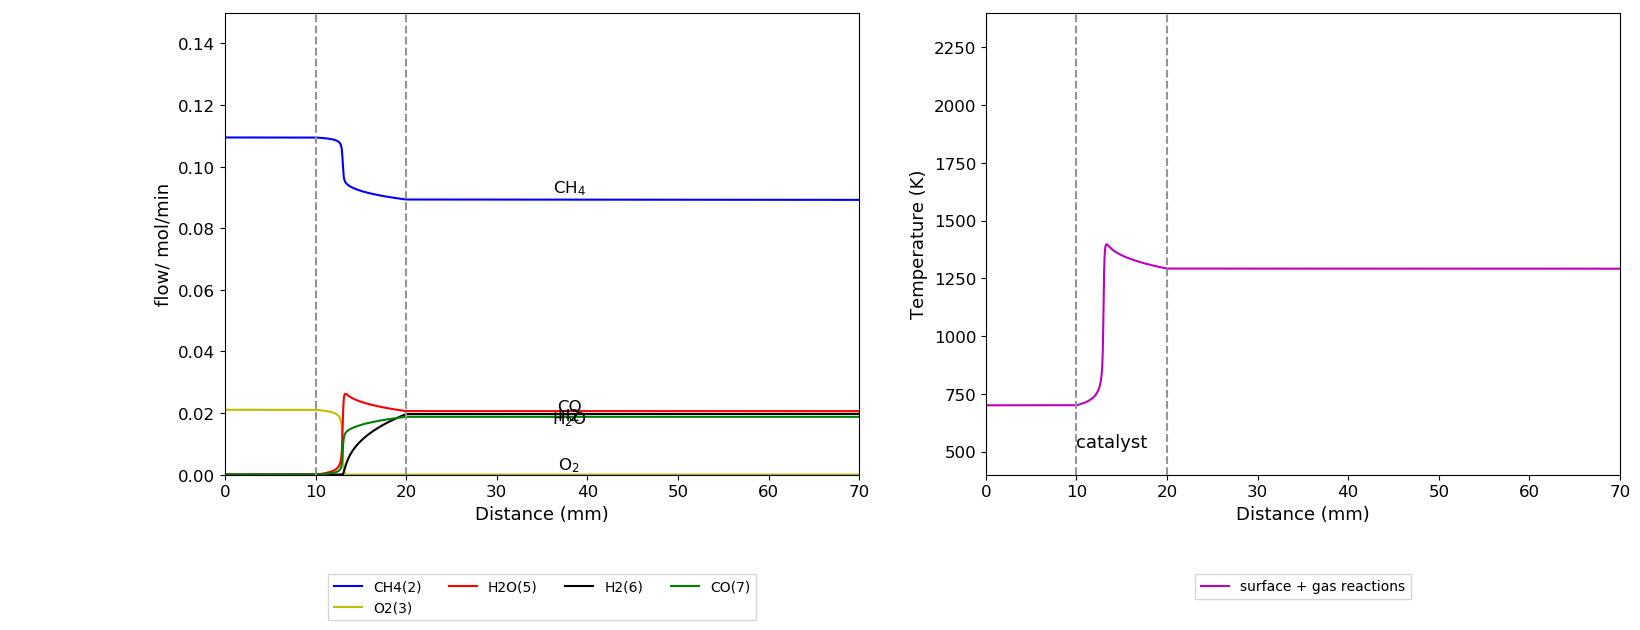 0.14
0.12
0.10
0.08
0.06
0.04
0.02
0.00
flow/ mol/min
CH₄
CO
H₂O
O₂
0 10 20 30 40 50 60 70
Distance (mm)
CH4(2) H2O(5) H2(6) CO(7)
O2(3)
2250
2000
1750
1500
1250
1000
750
500
Temperature (K)
catalyst
0 10 20 30 40 50 60 70
Distance (mm)
surface + gas reactions